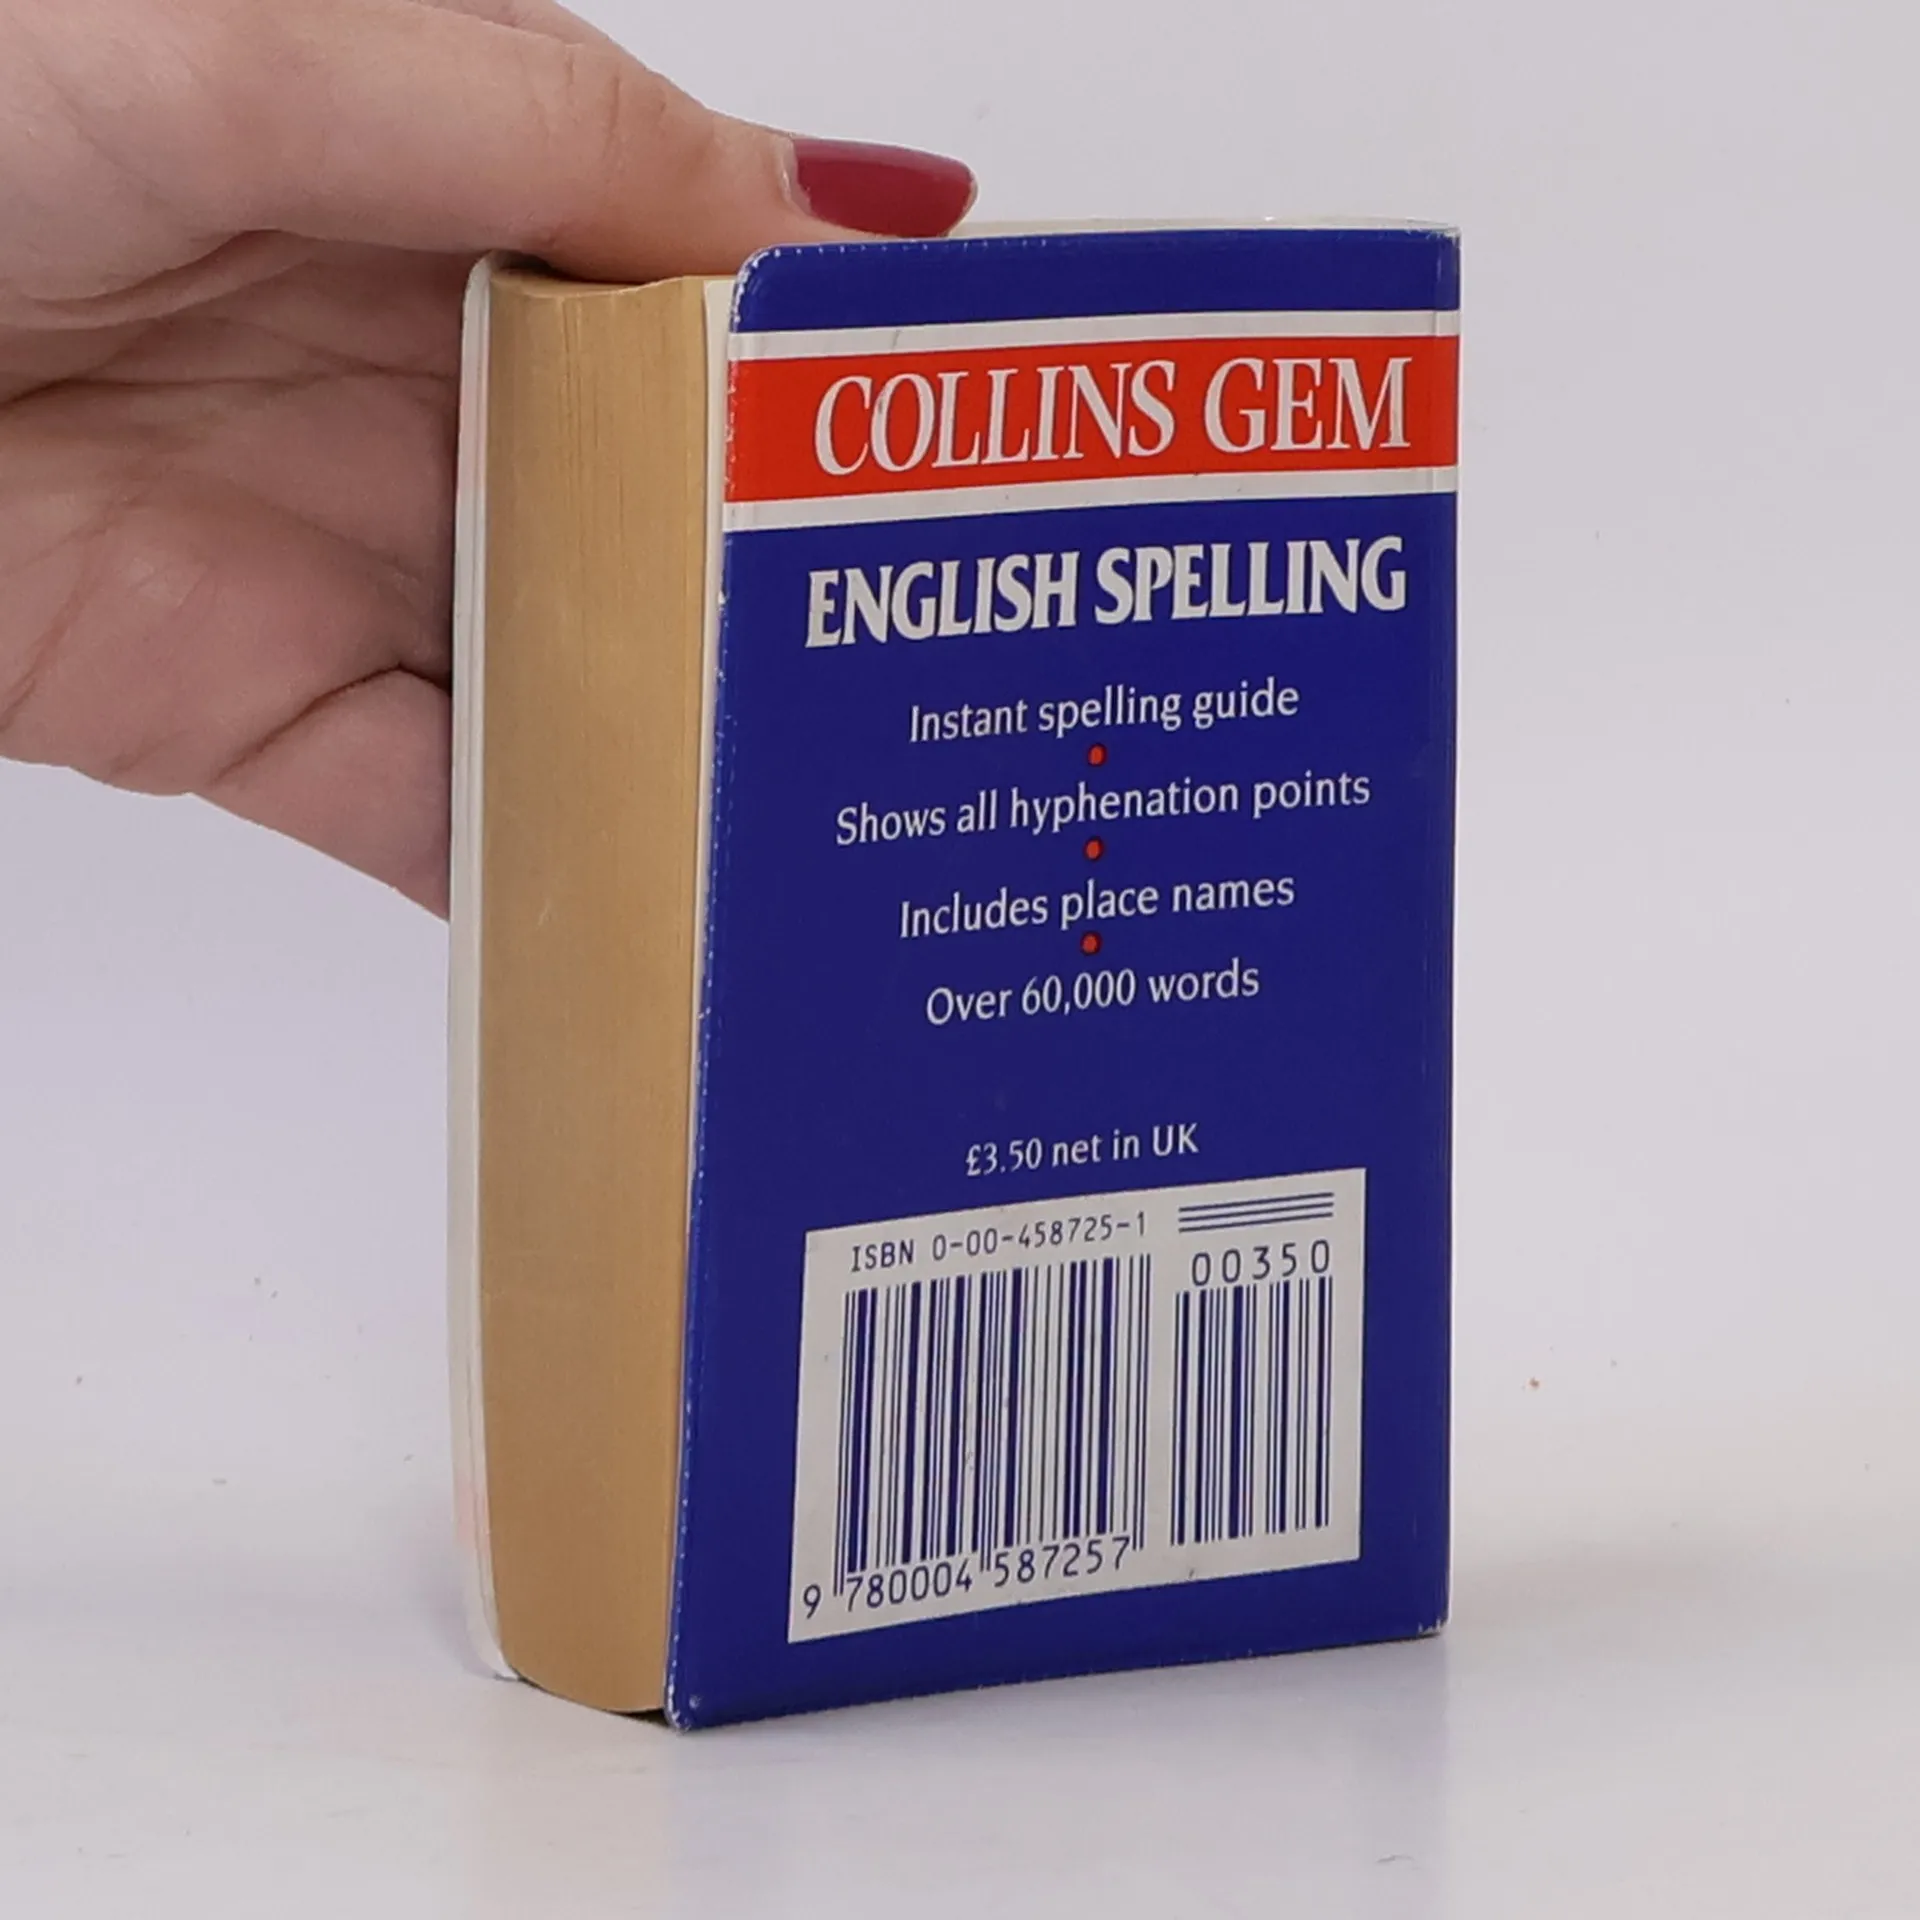 COLLINS GEM
ENGLISH SPELLING
Instant spelling guide
Shows all hyphenation points
Includes place names
Over 60,000 words
£3.50 net in UK
ISBN 0-00-458725-1
00350
9 780004 587257